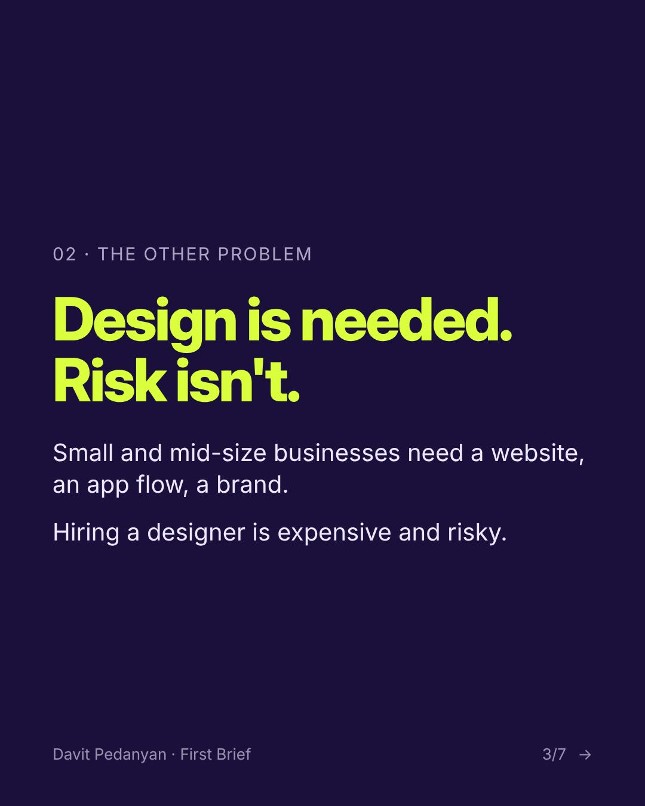 02 · THE OTHER PROBLEM
Design is needed.
Risk isn't.
Small and mid-size businesses need a website,
an app flow, a brand.
Hiring a designer is expensive and risky.
Davit Pedanyan · First Brief
3/7 →